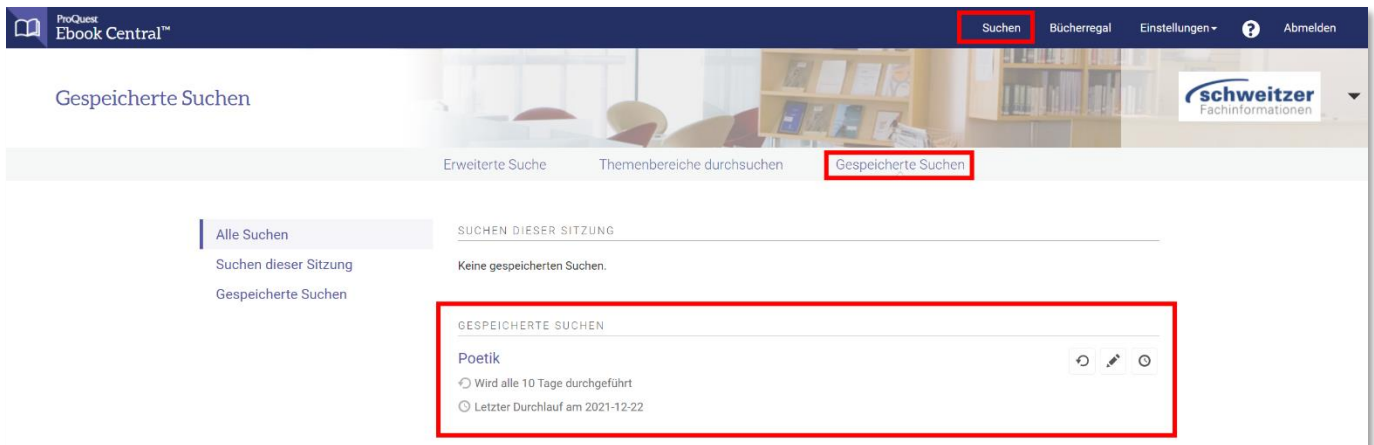 ProQuest
Ebook Central™
Suchen Bücherregal Einstellungen ? Abmelden
Gespeicherte Suchen
schweitzer
Fachinformationen
Erweiterte Suche Themenbereiche durchsuchen Gespeicherte Suchen
Alle Suchen
Suchen dieser Sitzung
Gespeicherte Suchen
SUCHEN DIESER SITZUNG
Keine gespeicherten Suchen.
GESPEICHERTE SUCHEN
Poetik
Wird alle 10 Tage durchgeführt
Letzter Durchlauf am 2021-12-22